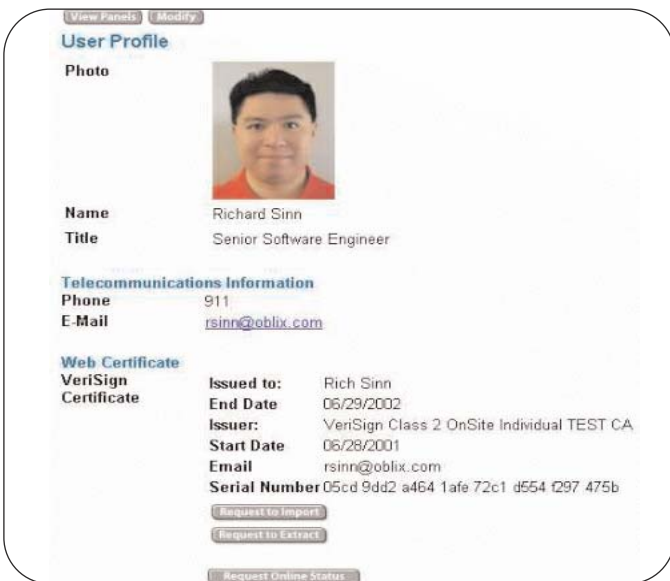 View Panels Modify
User Profile
Photo
Name Richard Sinn
Title Senior Software Engineer
Telecommunications Information
Phone 911
E-Mail rsinn@oblix.com
Web Certificate
VeriSign Certificate
Issued to: Rich Sinn
End Date 06/29/2002
Issuer: VeriSign Class 2 OnSite Individual TEST CA
Start Date 06/28/2001
Email rsinn@oblix.com
Serial Number 05cd 9dd2 a464 1afe 72c1 d554 f297 475b
Request to Import
Request to Extract
Request Online Status